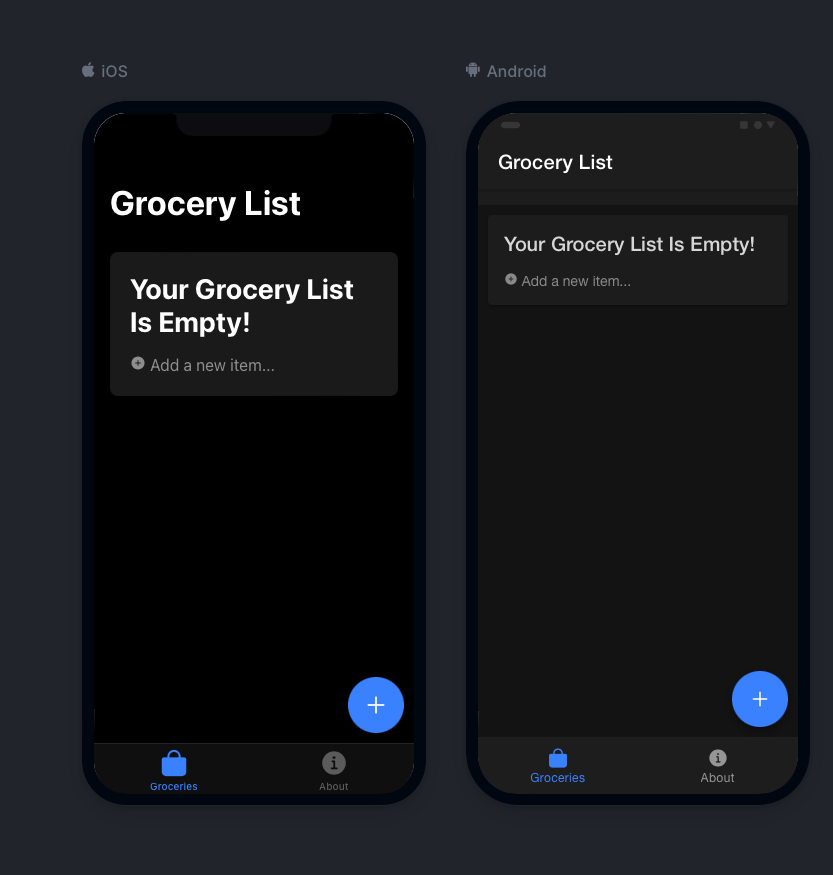 iOS
Grocery List
Your Grocery List
Is Empty!
Add a new item...
Groceries
About
Android
Grocery List
Your Grocery List Is Empty!
Add a new item...
Groceries
About